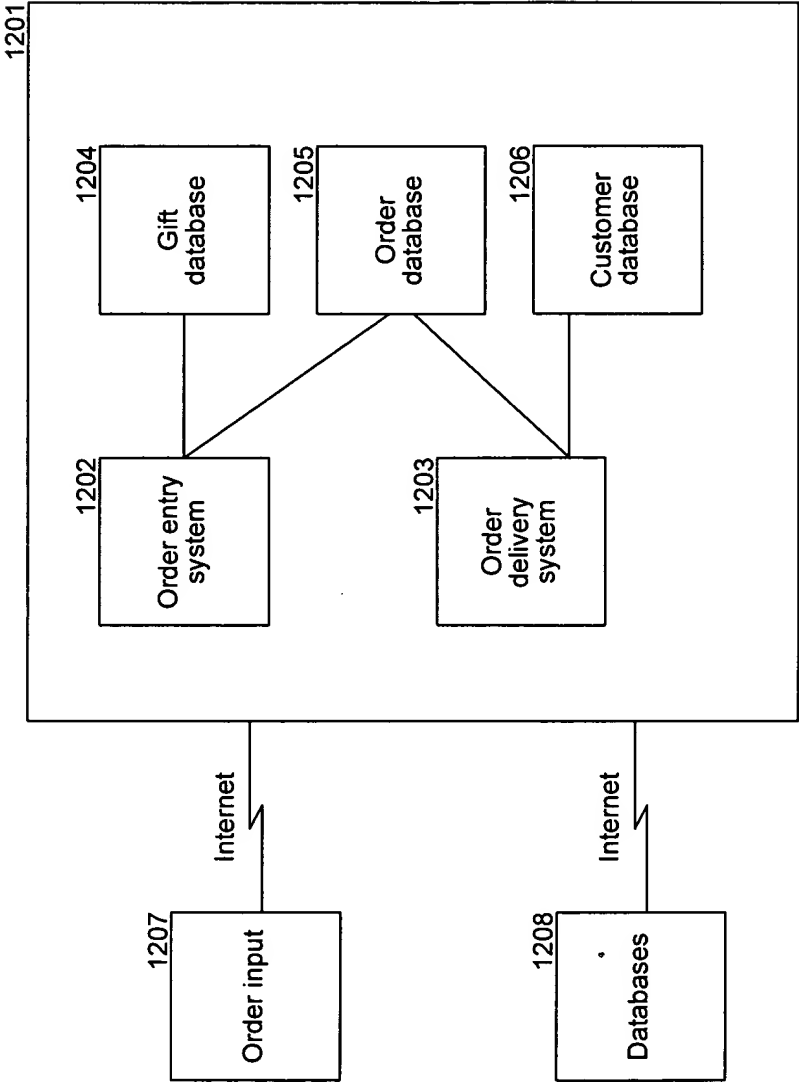 1201
1202
Order entry
system
1204
Gift
database
1205
Order
database
1203
Order
delivery
system
1206
Customer
database
Internet
Internet
1207
Order input
1208
Databases